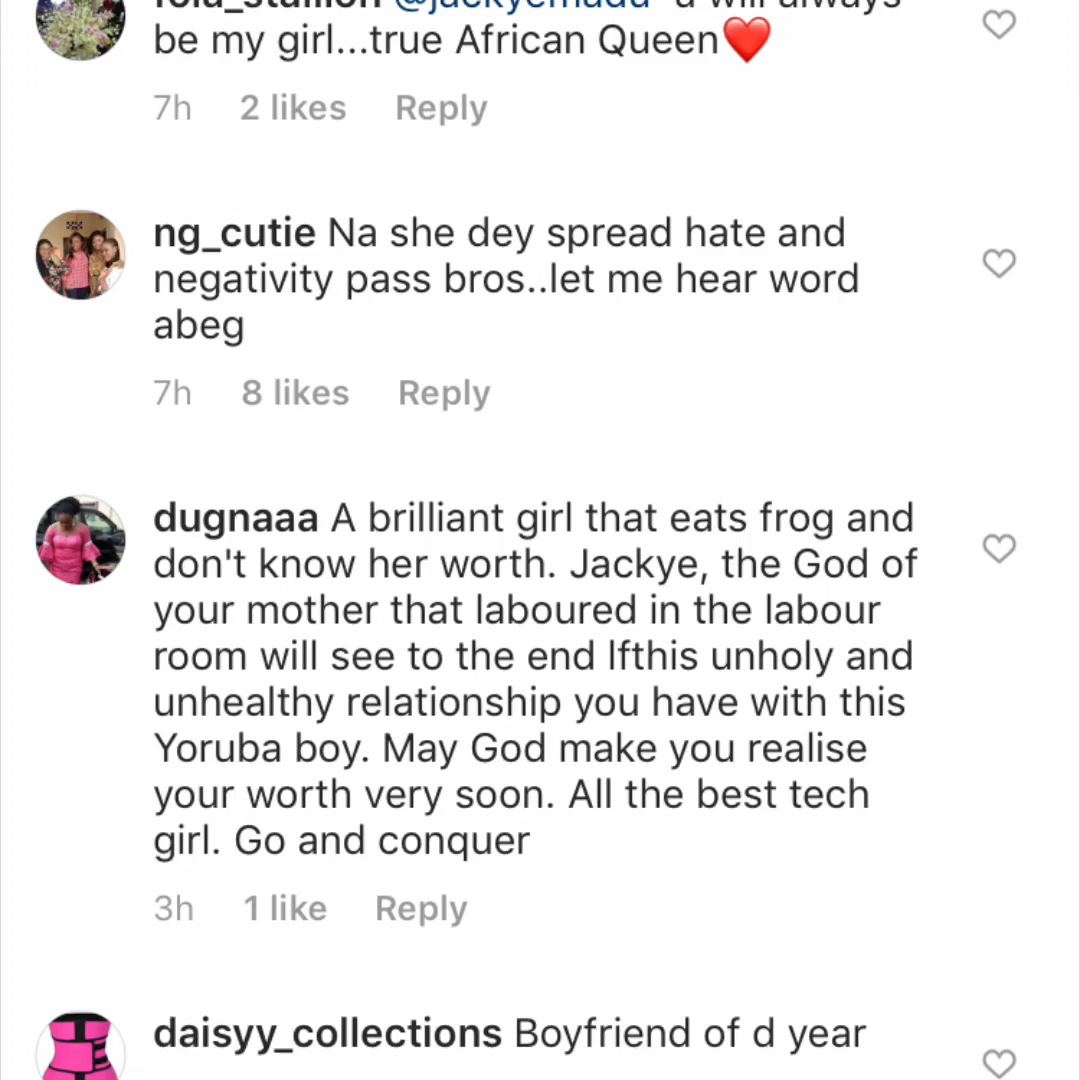 be my girl...true African Queen❤️
7h 2 likes Reply
ng_cutie Na she dey spread hate and
negativity pass bros..let me hear word
abeg
7h 8 likes Reply
dugnaaa A brilliant girl that eats frog and
don't know her worth. Jackye, the God of
your mother that laboured in the labour
room will see to the end lfthis unholy and
unhealthy relationship you have with this
Yoruba boy. May God make you realise
your worth very soon. All the best tech
girl. Go and conquer
3h 1 like Reply
daisyy_collections Boyfriend of d year